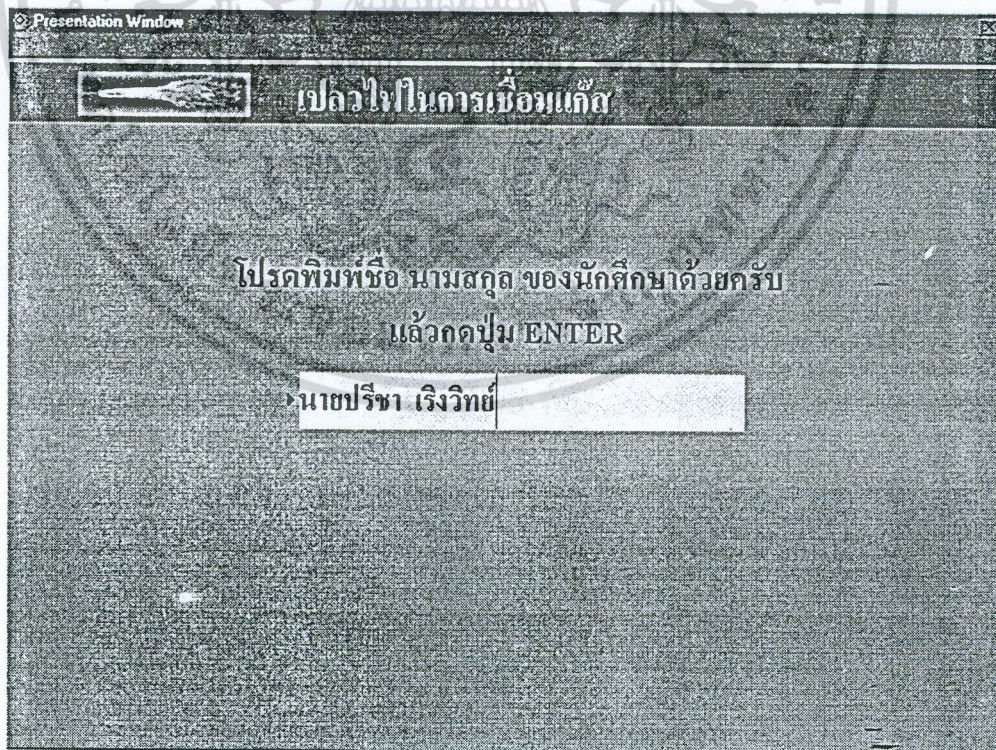 Presentation Window
เปลวไฟในการเชื่อมแก๊ส
โปรดพิมพ์ชื่อ นามสกุล ของนักศึกษาด้วยครับ
แล้วกดปุ่ม ENTER
นายปรีชา เริงวิทย์